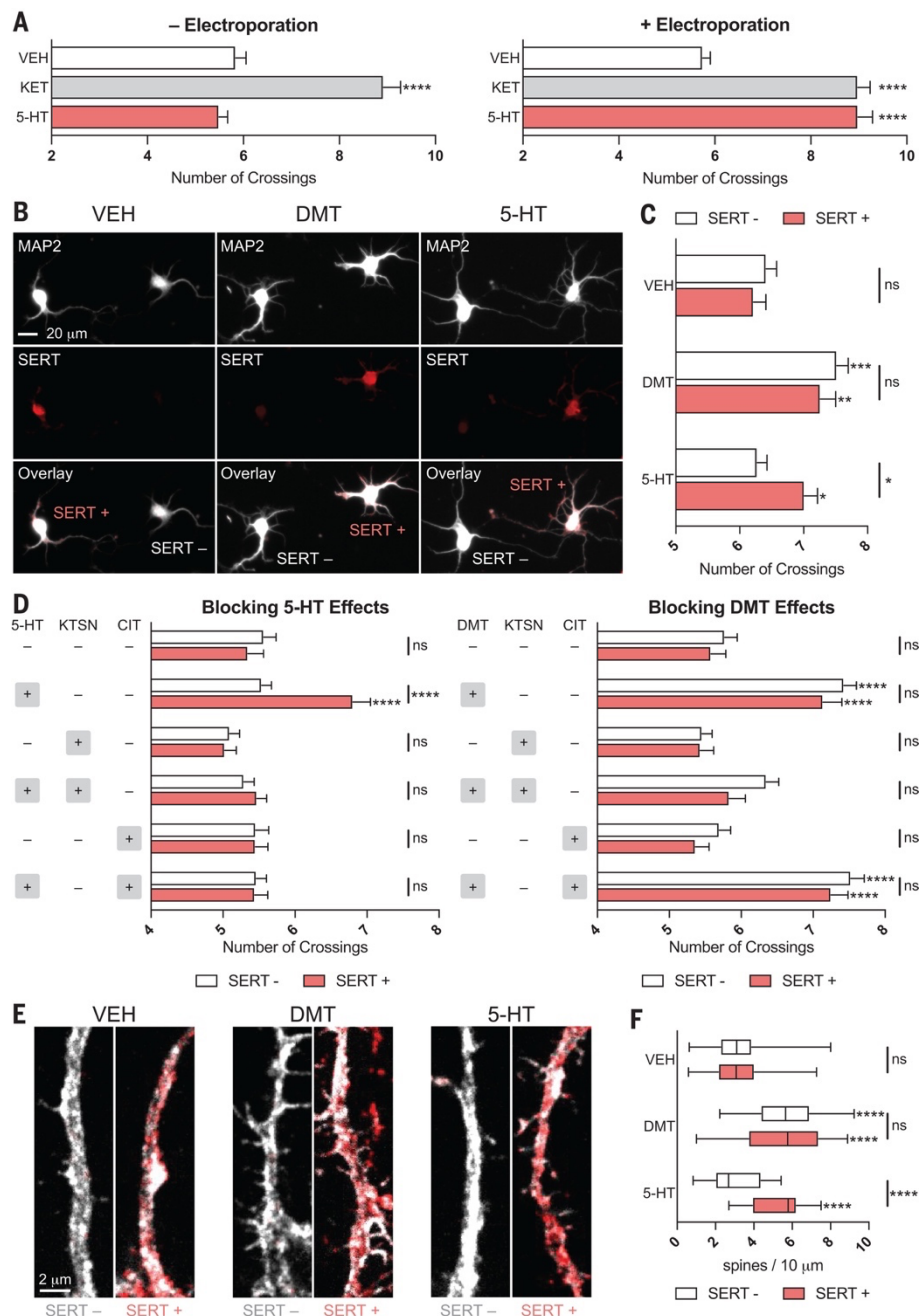 A
– Electroporation
VEH
KET
5-HT
****
2 4 6 8 10
Number of Crossings
+ Electroporation
VEH
KET
5-HT
****
****
2 3 4 5 6 7 8 9 10
Number of Crossings
B
VEH DMT 5-HT
MAP2 MAP2 MAP2
20 μm
SERT SERT SERT
Overlay Overlay Overlay
SERT + SERT – SERT – SERT + SERT + SERT –
C
SERT - SERT +
VEH
ns
DMT
***
**
ns
5-HT
*
*
5 6 7 8
Number of Crossings
D
Blocking 5-HT Effects
5-HT KTSN CIT
– – – ns
+ – – **** ****
– + – ns
+ + – ns
– – + ns
+ – + ns
4 5 6 7 8
Number of Crossings
SERT - SERT +
Blocking DMT Effects
DMT KTSN CIT
– – – ns
+ – – **** **** ns
– + – ns
+ + – ns
– – + ns
+ – + **** **** ns
4 5 6 7 8
Number of Crossings
SERT - SERT +
E
VEH DMT 5-HT
2 μm
SERT – SERT + SERT – SERT + SERT – SERT +
F
VEH
ns
DMT
****
****
ns
5-HT
****
****
0 2 4 6 8 10
spines / 10 μm
SERT - SERT +